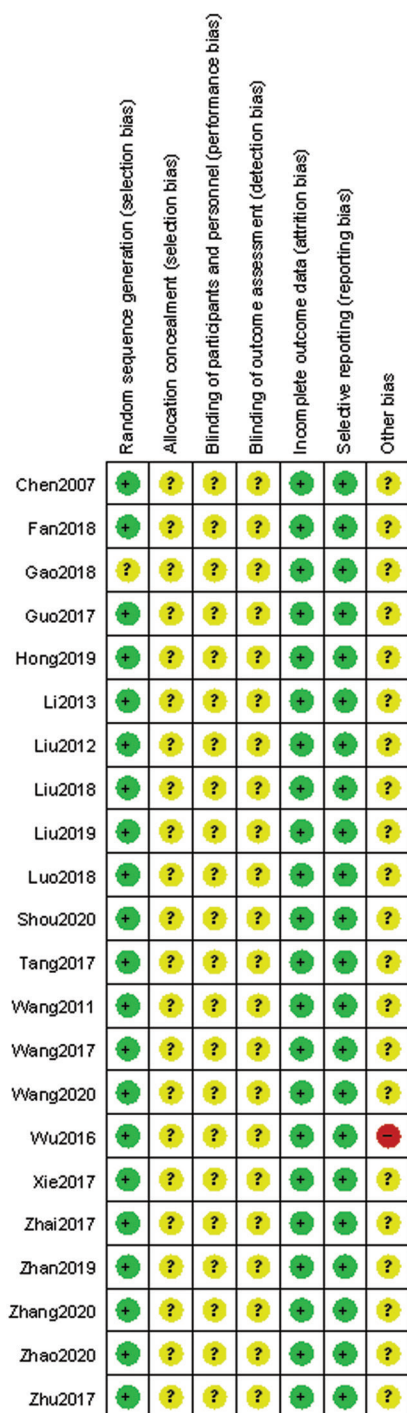 Random sequence generation (selection bias)
Allocation concealment (selection bias)
Blinding of participants and personnel (performance bias)
Blinding of outcome assessment (detection bias)
Incomplete outcome data (attrition bias)
Selective reporting (reporting bias)
Other bias
Chen2007 + ? ? ? + + ?
Fan2018 + ? ? ? + + ?
Gao2018 ? ? ? ? + + ?
Guo2017 + ? ? ? + + ?
Hong2019 + ? ? ? + + ?
Li2013 + ? ? ? + + ?
Liu2012 + ? ? ? + + ?
Liu2018 + ? ? ? + + ?
Liu2019 + ? ? ? + + ?
Luo2018 + ? ? ? + + ?
Shou2020 + ? ? ? + + ?
Tang2017 + ? ? ? + + ?
Wang2011 + ? ? ? + + ?
Wang2017 + ? ? ? + + ?
Wang2020 + ? ? ? + + ?
Wu2016 + ? ? ? + + −
Xie2017 + ? ? ? + + ?
Zhai2017 + ? ? ? + + ?
Zhan2019 + ? ? ? + + ?
Zhang2020 + ? ? ? + + ?
Zhao2020 + ? ? ? + + ?
Zhu2017 + ? ? ? + + ?